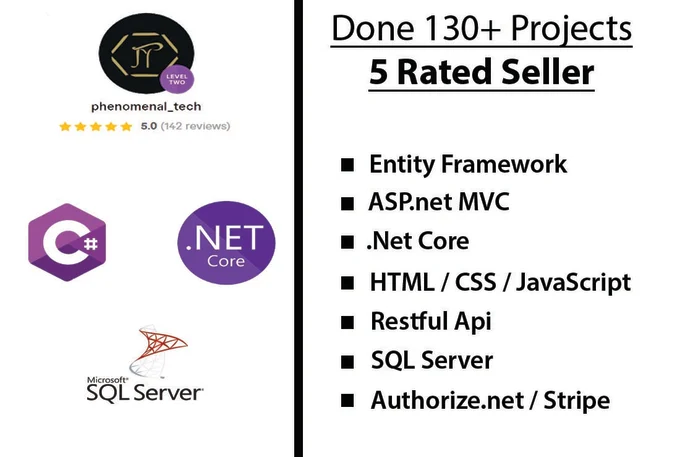 LEVEL
TWO
phenomenal_tech
5.0 (142 reviews)
C#
.NET
Core
Microsoft®
SQL Server®
Done 130+ Projects
5 Rated Seller
■ Entity Framework
■ ASP.net MVC
■ .Net Core
■ HTML / CSS / JavaScript
■ Restful Api
■ SQL Server
■ Authorize.net / Stripe